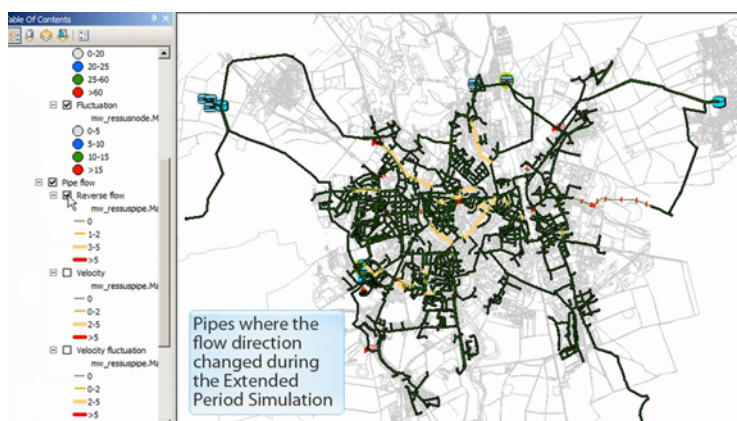 Table Of Contents
0-20
20-25
25-60
>60
Fluctuation
mw_ressusnode.M
0-5
5-10
10-15
>15
Pipe flow
Reverse flow
mw_ressuspipe.Ma
0
1-2
3-5
>5
Velocity
mw_ressuspipe.Ma
0
0-2
2-5
>5
Velocity fluctuation
mw_ressuspipe.Ma
0
0-2
2-5
>5
Pipes where the
flow direction
changed during
the Extended
Period Simulation